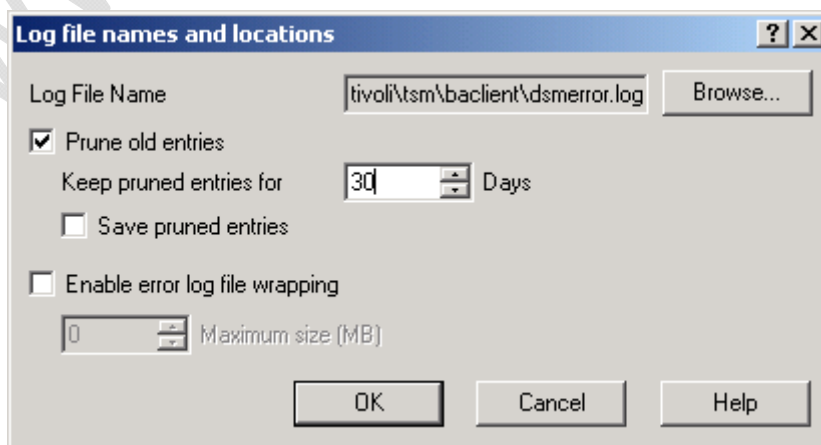 Log file names and locations
Log File Name tivoli\tsm\baclient\dsmerror.log Browse...
Prune old entries
Keep pruned entries for 30 Days
Save pruned entries
Enable error log file wrapping
0 Maximum size (MB)
OK Cancel Help